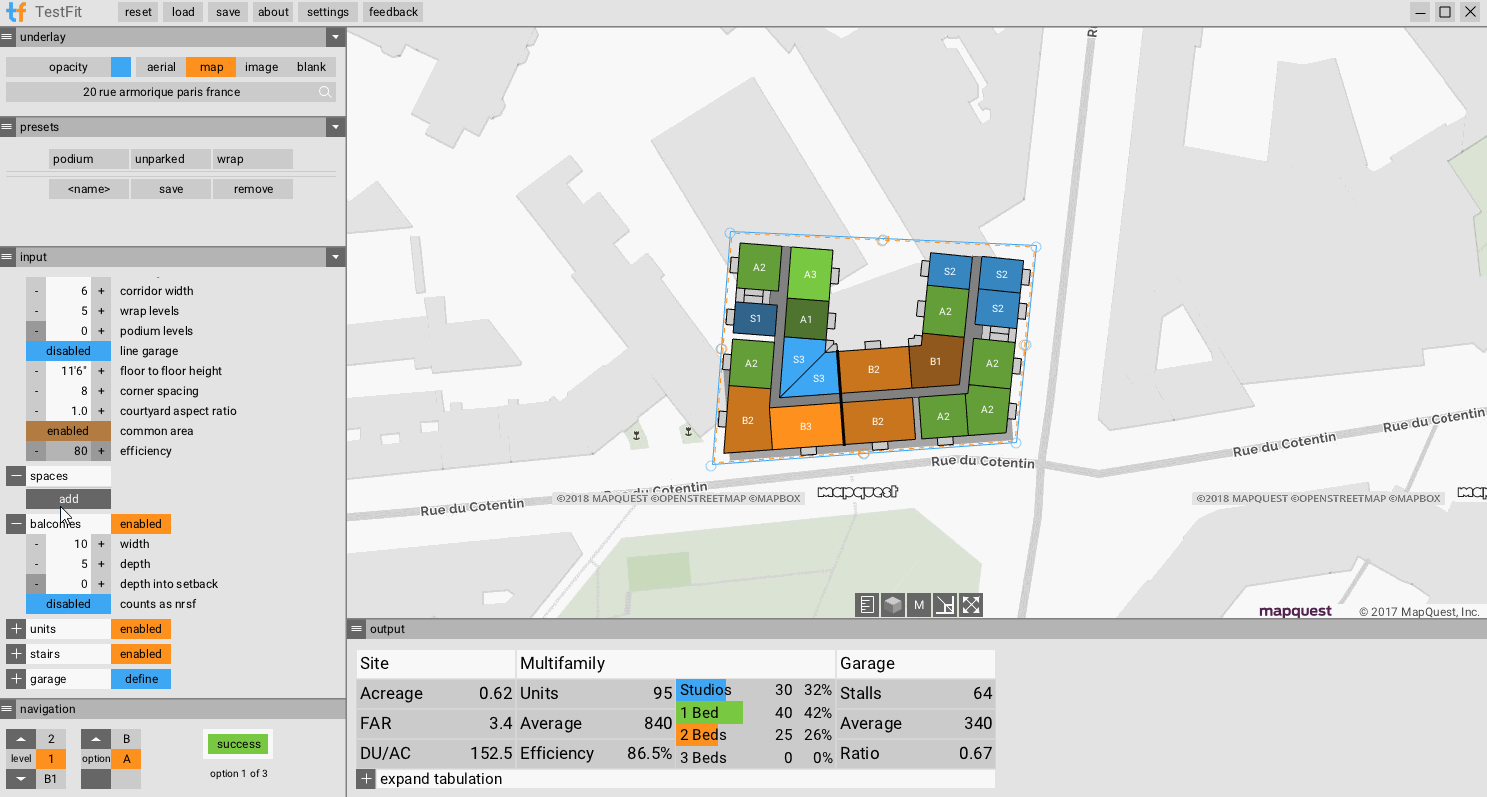 TestFit reset load save about settings feedback
underlay
opacity aerial map image blank
20 rue armorique paris france
presets
podium unparked wrap
<name> save remove
input
- 6 + corridor width
- 5 + wrap levels
- 0 + podium levels
disabled line garage
- 11'6" + floor to floor height
- 8 + corner spacing
- 1.0 + courtyard aspect ratio
enabled common area
- 80 + efficiency
spaces
add
balconies enabled
- 10 + width
- 5 + depth
- 0 + depth into setback
disabled counts as nrsf
+ units enabled
+ stairs enabled
+ garage define
navigation
2
level 1
B1
B
option A
success
option 1 of 3
A2 A3 S2 S2
S1 A1 A2 S2
A2 S3 S3 B2 B1 A2
B2 B3 B2 A2 A2
Rue du Cotentin
Rue du Cotentin
Rue du Cotentin
Rue du Cotentin
Rue du Cotentin
©2018 MAPQUEST ©OPENSTREETMAP ©MAPBOX mapquest
©2018 MAPQUEST ©OPENSTREETMAP ©MAPBOX
M
mapquest © 2017 MapQuest, Inc.
output
Site Multifamily Garage
Acreage 0.62 Units 95 Studios 30 32% Stalls 64
1 Bed 40 42%
FAR 3.4 Average 840 2 Beds 25 26% Average 340
DU/AC 152.5 Efficiency 86.5% 3 Beds 0 0% Ratio 0.67
+ expand tabulation